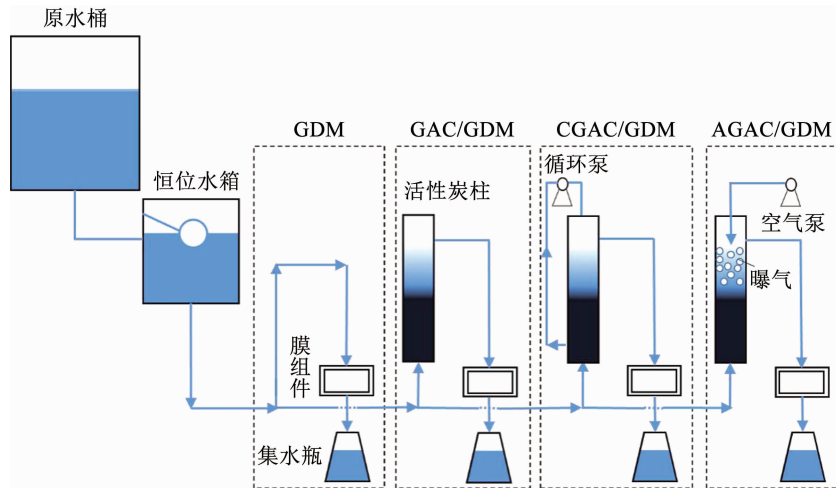 原水桶
恒位水箱
GDM
GAC/GDM
CGAC/GDM
AGAC/GDM
循环泵
活性炭柱
空气泵
曝气
膜组件
集水瓶